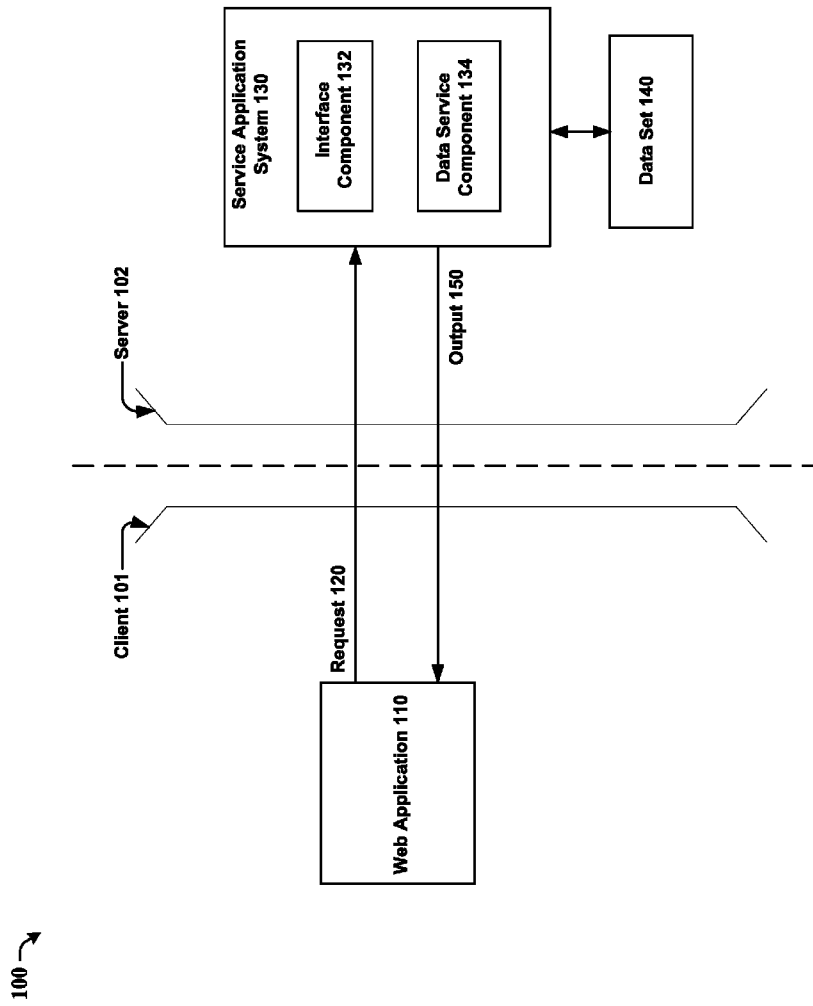 100
Client 101
Server 102
Web Application 110
Request 120
Output 150
Service Application
System 130
Interface
Component 132
Data Service
Component 134
Data Set 140